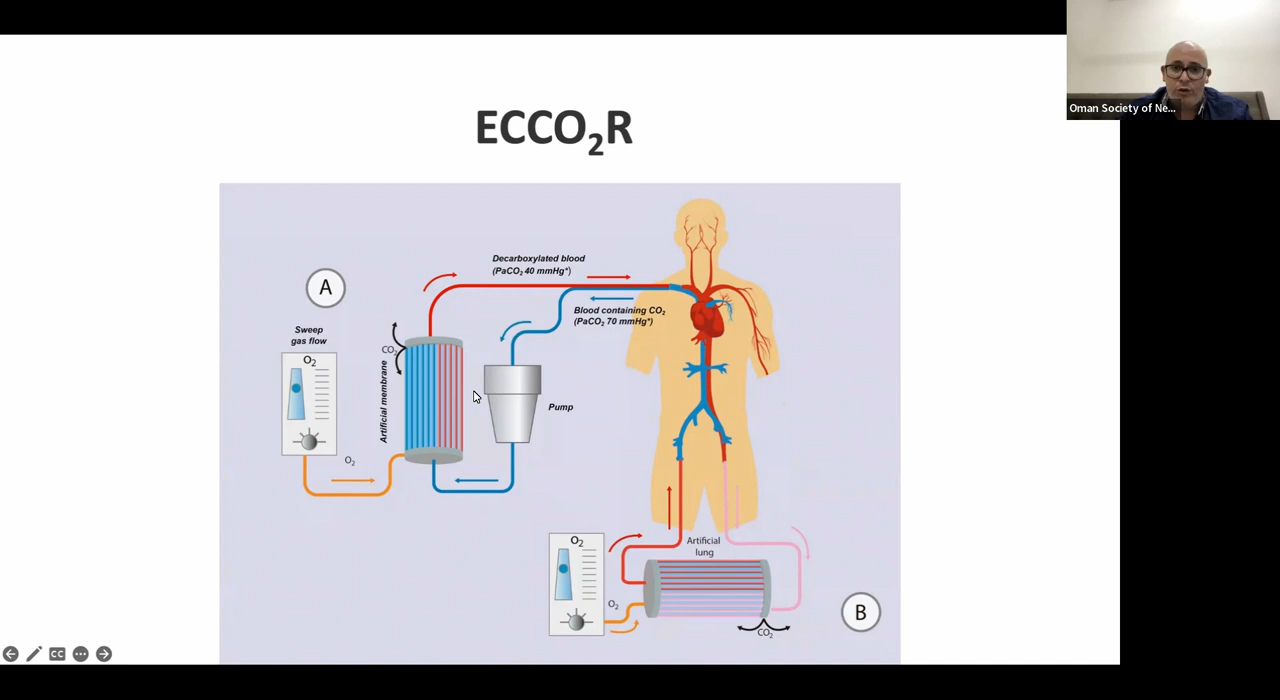 Oman Society of Ne...
ECCO₂R
A
Decarboxylated blood
(PaCO₂ 40 mmHg*)
Blood containing CO₂
(PaCO₂ 70 mmHg*)
Sweep
gas flow
O₂
CO₂
Artificial membrane
Pump
O₂
Artificial
lung
O₂
O₂
CO₂
B
CC